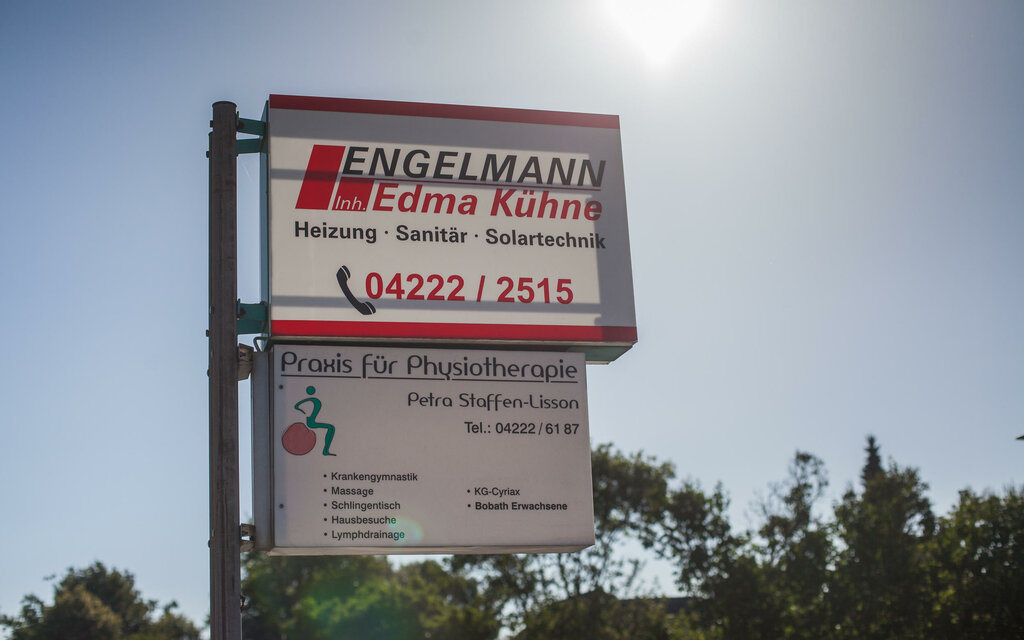 ENGELMANN
Inh. Edma Kühne
Heizung · Sanitär · Solartechnik
04222 / 2515
Praxis für Physiotherapie
Petra Staffen-Lisson
Tel.: 04222 / 61 87
• Krankengymnastik
• Massage
• Schlingentisch
• Hausbesuche
• Lymphdrainage
• KG-Cyriax
• Bobath Erwachsene